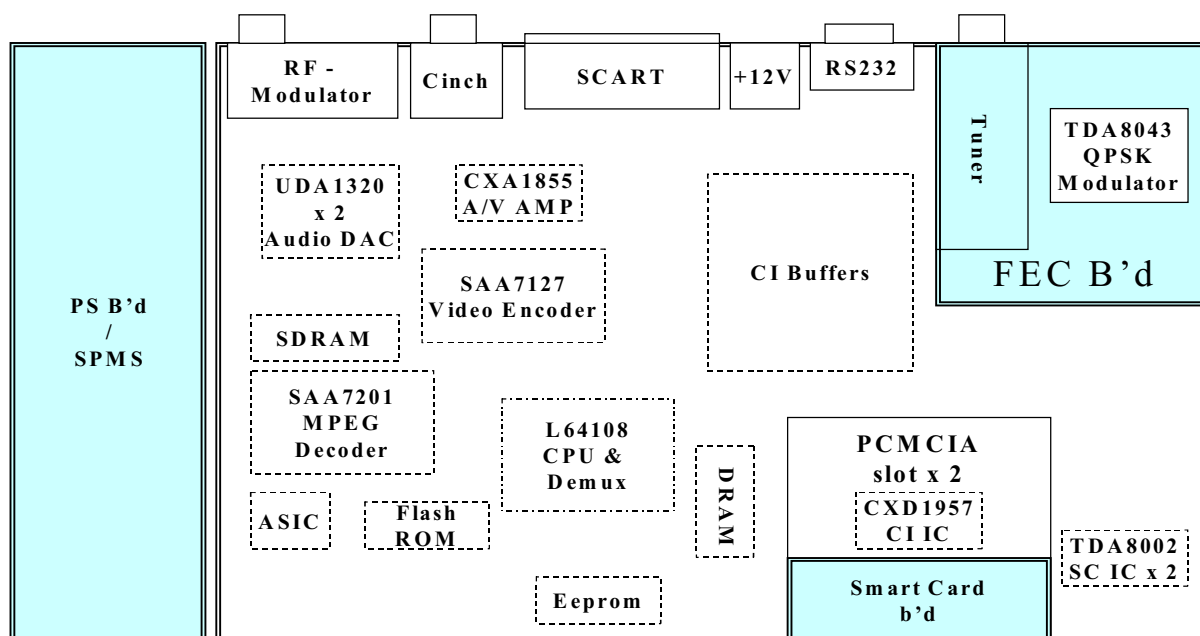 RF -
Modulator
Cinch
SCART
+12V
RS232
Tuner
TDA8043
QPSK
Modulator
FEC B’d
UDA1320
x 2
Audio DAC
CXA1855
A/V AMP
SAA7127
Video Encoder
CI Buffers
PS B’d
/
SPMS
SDRAM
SAA7201
MPEG
Decoder
L64108
CPU &
Demux
DRAM
PCMCIA
slot x 2
CXD1957
CI IC
ASIC
Flash
ROM
TDA8002
SC IC x 2
Eeprom
Smart Card
b’d